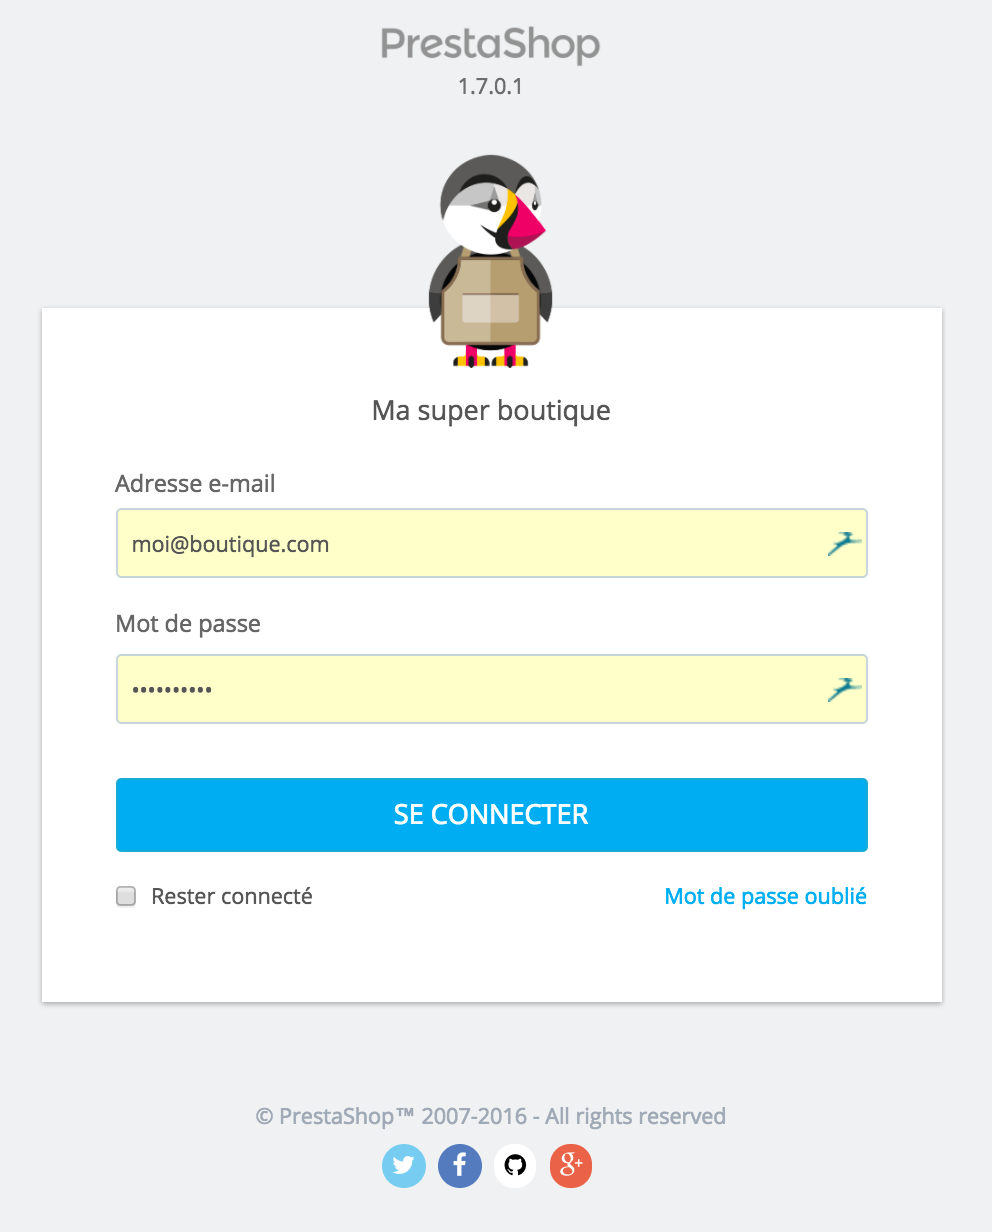 PrestaShop
1.7.0.1
Ma super boutique
Adresse e-mail
moi@boutique.com
Mot de passe
••••••••••
SE CONNECTER
Rester connecté
Mot de passe oublié
© PrestaShop™ 2007-2016 - All rights reserved